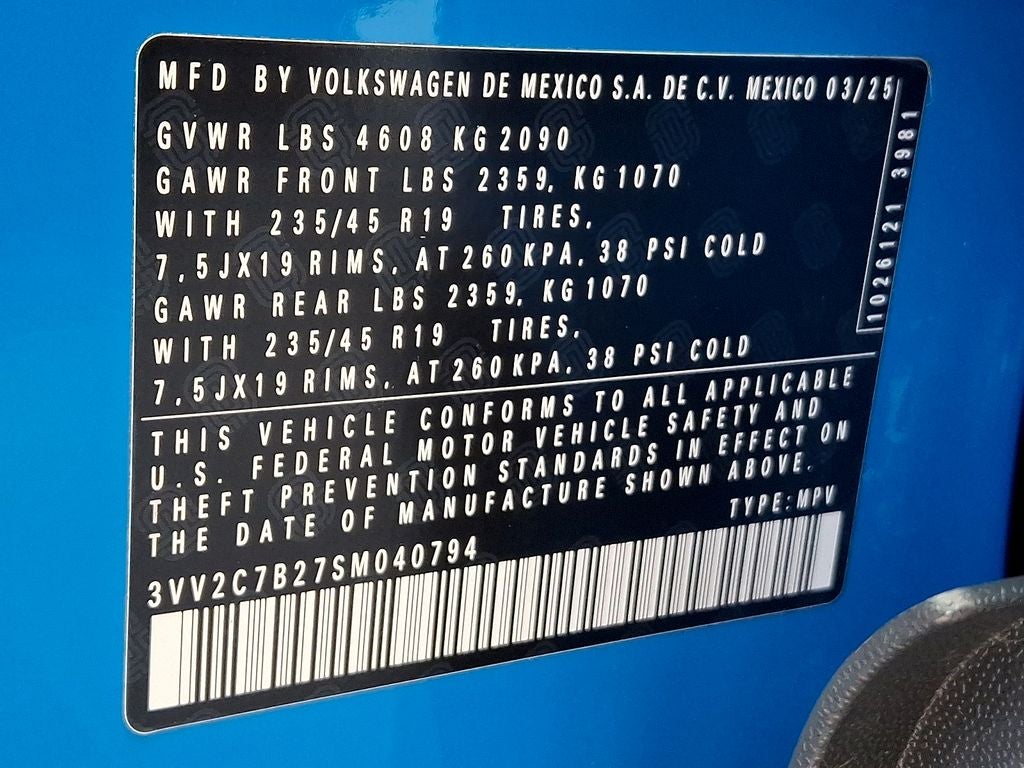 MFD BY VOLKSWAGEN DE MEXICO S.A. DE C.V. MEXICO 03/25
GVWR LBS 4608 KG 2090
GAWR FRONT LBS 2359, KG 1070
WITH 235/45 R19 TIRES,
7,5JX19 RIMS, AT 260 KPA, 38 PSI COLD
GAWR REAR LBS 2359, KG 1070
WITH 235/45 R19 TIRES,
7,5JX19 RIMS, AT 260 KPA, 38 PSI COLD
1026121 3981
THIS VEHICLE CONFORMS TO ALL APPLICABLE
U.S. FEDERAL MOTOR VEHICLE SAFETY AND
THEFT PREVENTION STANDARDS IN EFFECT ON
THE DATE OF MANUFACTURE SHOWN ABOVE.
TYPE: MPV
3VV2C7B27SM040794